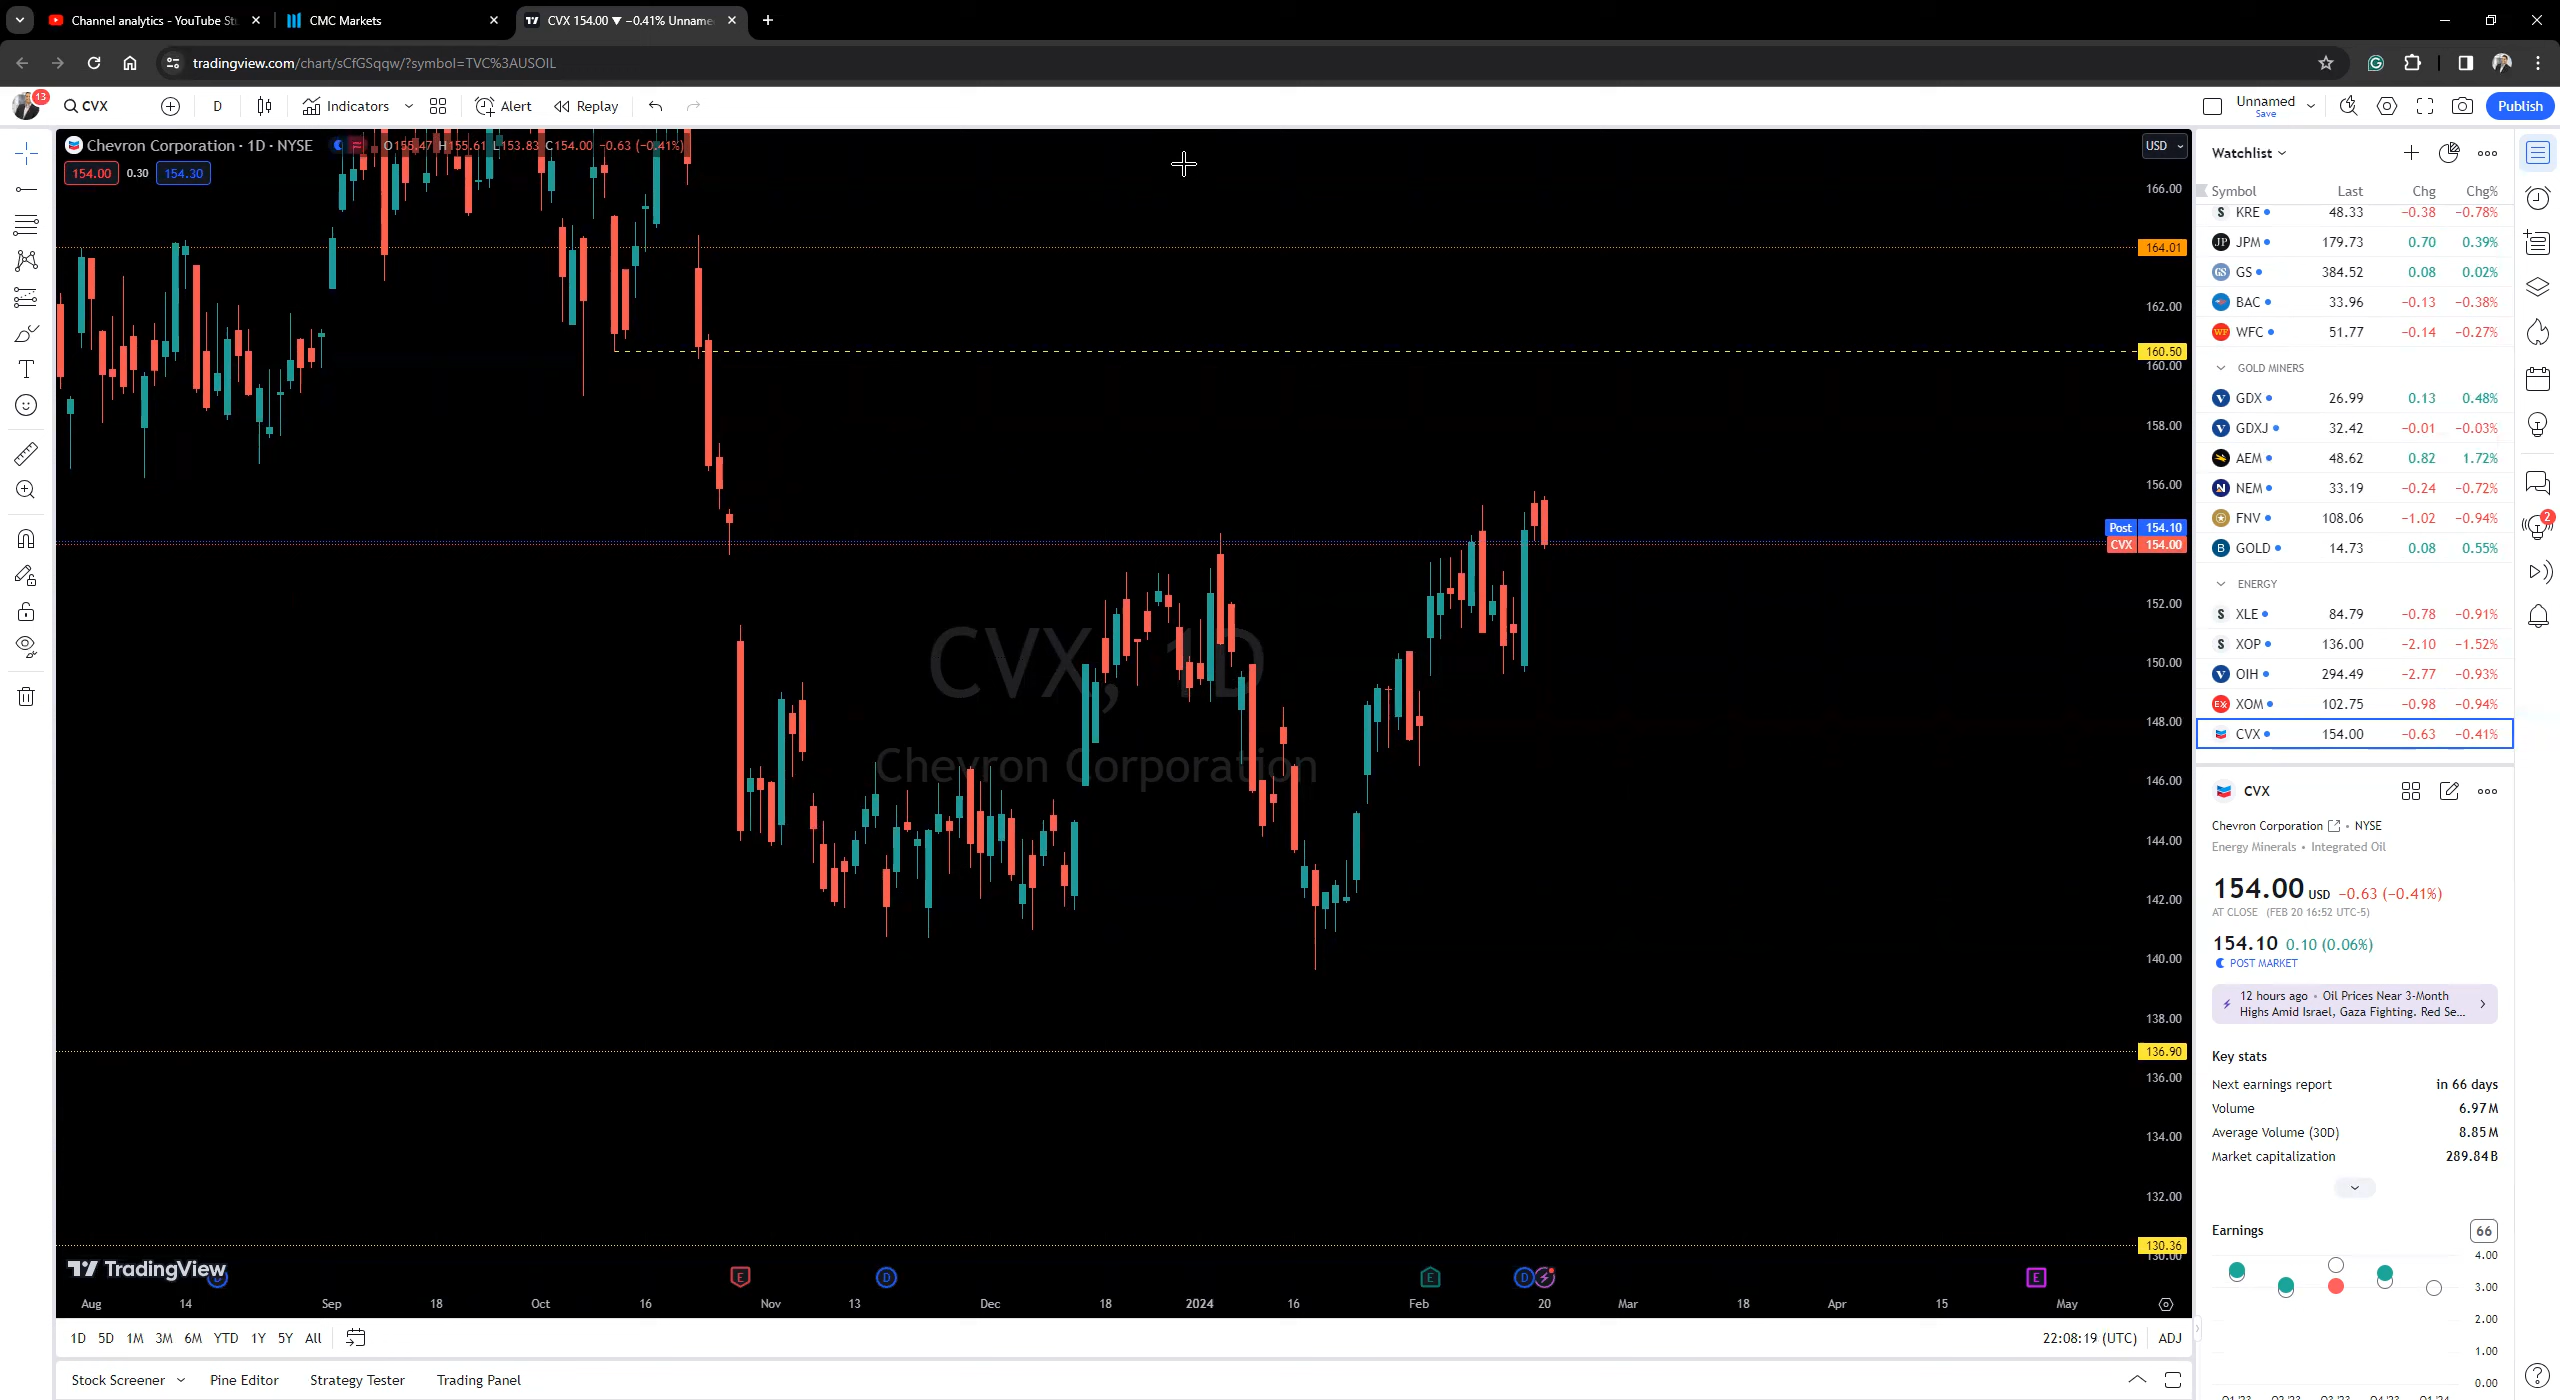 Channel analytics - YouTube St
CMC Markets
CVX 154.00 ▼ −0.41% Unname
tradingview.com/chart/sCfGSqqw/?symbol=TVC%3AUSOIL
13
CVX
D
Indicators
Alert
Replay
Unnamed
Save
Publish
Chevron Corporation · 1D · NYSE
O155.47 H155.61 L153.83 C154.00 −0.63 (−0.41%)
154.00 0.30 154.30
USD
166.00
164.01
162.00
160.50
160.00
158.00
156.00
Post 154.10
CVX 154.00
152.00
150.00
148.00
146.00
144.00
142.00
140.00
138.00
136.90
136.00
134.00
132.00
130.36
130.00
CVX, 1D
Chevron Corporation
TradingView
D
E
D
E
D
E
Aug 14 Sep 18 Oct 16 Nov 13 Dec 18 2024 16 Feb 20 Mar 18 Apr 15 May
1D 5D 1M 3M 6M YTD 1Y 5Y All
22:08:19 (UTC) ADJ
Stock Screener Pine Editor Strategy Tester Trading Panel
Watchlist
Symbol Last Chg Chg%
KRE 48.33 −0.38 −0.78%
JPM 179.73 0.70 0.39%
GS 384.52 0.08 0.02%
BAC 33.96 −0.13 −0.38%
WFC 51.77 −0.14 −0.27%
GOLD MINERS
GDX 26.99 0.13 0.48%
GDXJ 32.42 −0.01 −0.03%
AEM 48.62 0.82 1.72%
NEM 33.19 −0.24 −0.72%
FNV 108.06 −1.02 −0.94%
GOLD 14.73 0.08 0.55%
ENERGY
XLE 84.79 −0.78 −0.91%
XOP 136.00 −2.10 −1.52%
OIH 294.49 −2.77 −0.93%
XOM 102.75 −0.98 −0.94%
CVX 154.00 −0.63 −0.41%
2
CVX
Chevron Corporation • NYSE
Energy Minerals • Integrated Oil
154.00 USD −0.63 (−0.41%)
AT CLOSE (FEB 20 16:52 UTC-5)
154.10 0.10 (0.06%)
POST MARKET
12 hours ago • Oil Prices Near 3-Month
Highs Amid Israel, Gaza Fighting. Red Se...
Key stats
Next earnings report in 66 days
Volume 6.97M
Average Volume (30D) 8.85M
Market capitalization 289.84B
Earnings 66
4.00
3.00
2.00
1.00
0.00